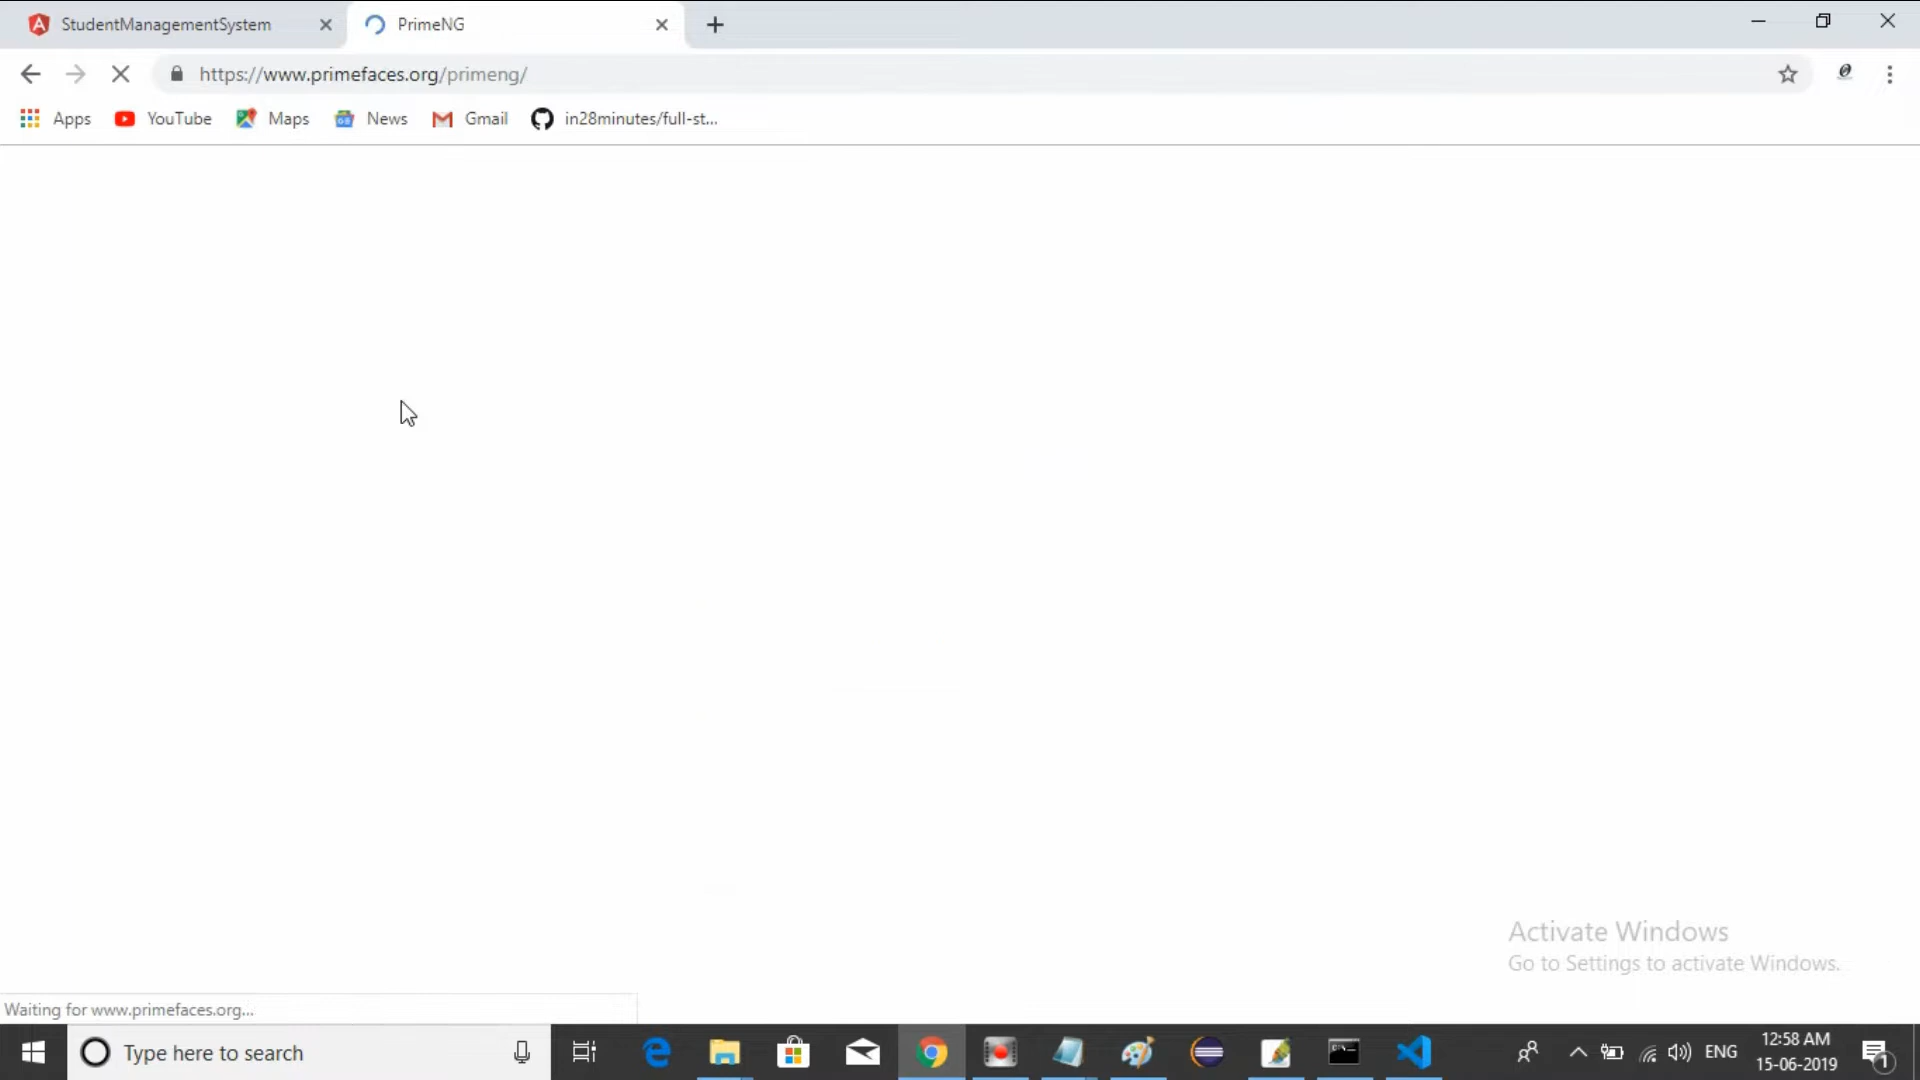 StudentManagementSystem
PrimeNG
https://www.primefaces.org/primeng/
Apps
YouTube
Maps
News
Gmail
in28minutes/full-st...
Activate Windows
Go to Settings to activate Windows.
Waiting for www.primefaces.org...
Type here to search
ENG
12:58 AM
15-06-2019
1